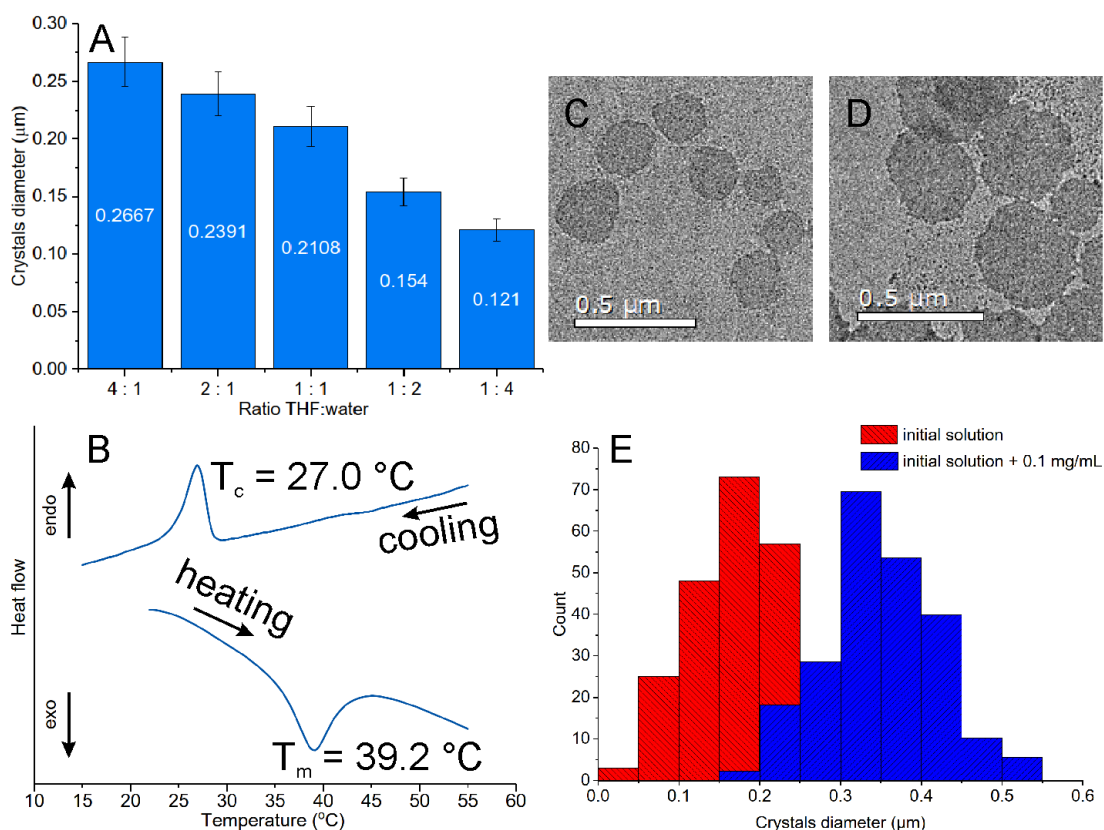 A
Crystals diameter (µm)
0.30
0.25
0.20
0.15
0.10
0.05
0.00
0.2667
0.2391
0.2108
0.154
0.121
4 : 1
2 : 1
1 : 1
1 : 2
1 : 4
Ratio THF:water
C
0.5 µm
D
0.5 µm
B
Heat flow
endo
exo
T_c = 27.0 °C
cooling
heating
T_m = 39.2 °C
10
15
20
25
30
35
40
45
50
55
60
Temperature (°C)
E
initial solution
initial solution + 0.1 mg/mL
Count
80
70
60
50
40
30
20
10
0
0.0
0.1
0.2
0.3
0.4
0.5
0.6
Crystals diameter (µm)